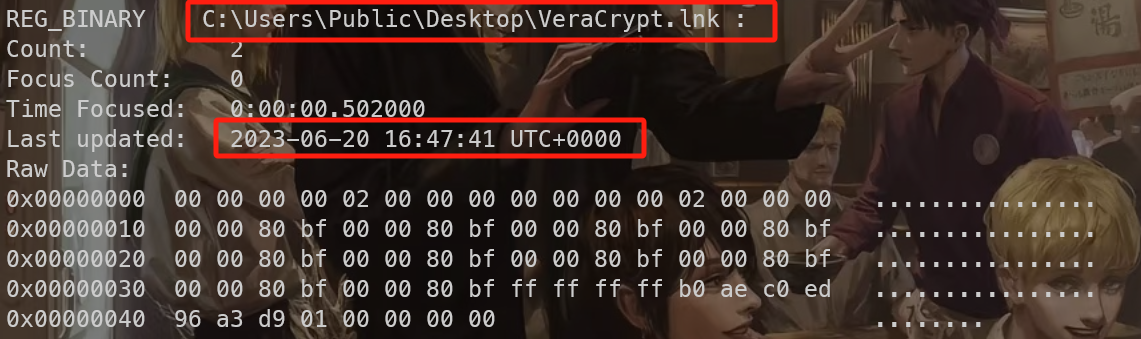 REG_BINARY    C:\Users\Public\Desktop\VeraCrypt.lnk :
Count:          2
Focus Count:    0
Time Focused:   0:00:00.502000
Last updated:   2023-06-20 16:47:41 UTC+0000
Raw Data:
0x00000000  00 00 00 00 02 00 00 00 00 00 00 00 02 00 00 00   ................
0x00000010  00 00 80 bf 00 00 80 bf 00 00 80 bf 00 00 80 bf   ................
0x00000020  00 00 80 bf 00 00 80 bf 00 00 80 bf 00 00 80 bf   ................
0x00000030  00 00 80 bf 00 00 80 bf ff ff ff ff b0 ae c0 ed   ................
0x00000040  96 a3 d9 01 00 00 00 00                           ........
湯